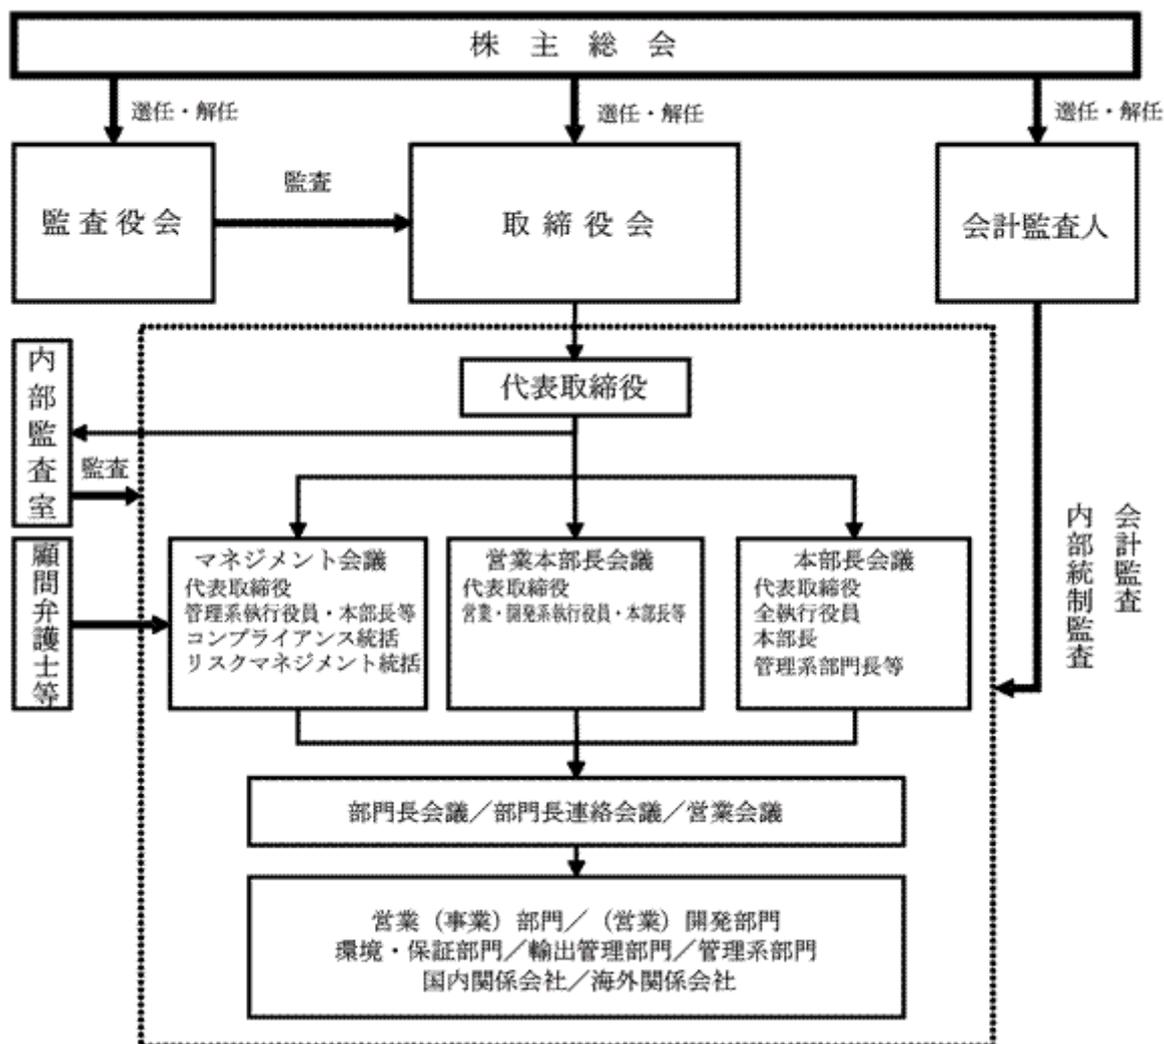 株主総会
選任・解任
選任・解任
選任・解任
監査役会
監査
取締役会
会計監査人
内部監査室
代表取締役
監査
会計監査
内部統制監査
顧問弁護士等
マネジメント会議
代表取締役
管理系執行役員・本部長等
コンプライアンス統括
リスクマネジメント統括
営業本部長会議
代表取締役
営業・開発系執行役員・本部長等
本部長会議
代表取締役
全執行役員
本部長
管理系部門長等
部門長会議／部門長連絡会議／営業会議
営業（事業）部門／（営業）開発部門
環境・保証部門／輸出管理部門／管理系部門
国内関係会社／海外関係会社